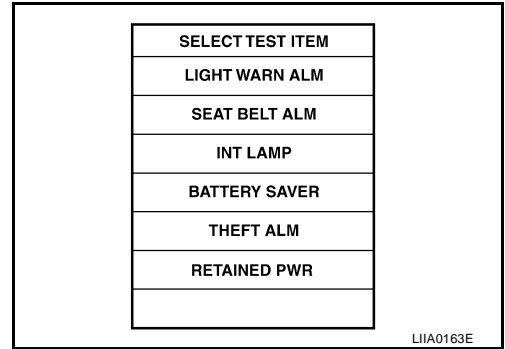 SELECT TEST ITEM
LIGHT WARN ALM
SEAT BELT ALM
INT LAMP
BATTERY SAVER
THEFT ALM
RETAINED PWR
LIIA0163E